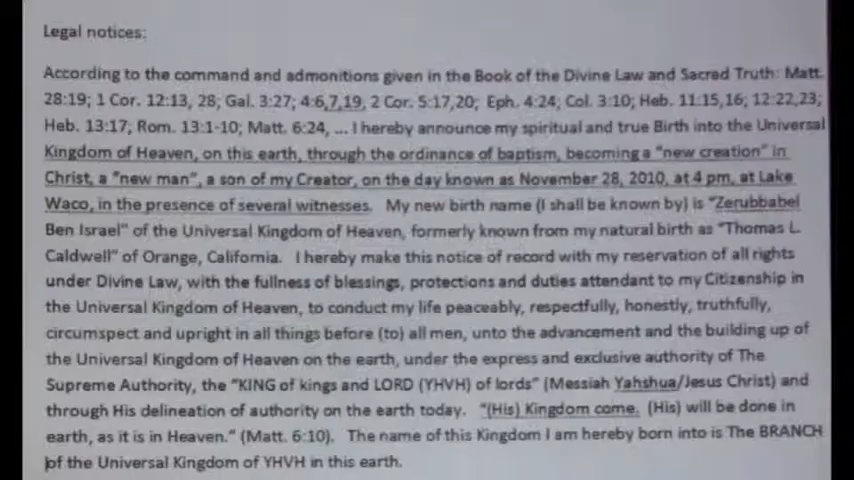 Legal notices:
According to the command and admonitions given in the Book of the Divine Law and Sacred Truth: Matt.
28:19; 1 Cor. 12:13, 28; Gal. 3:27; 4:6,7,19, 2 Cor. 5:17,20; Eph. 4:24; Col. 3:10; Heb. 11:15,16; 12:22,23;
Heb. 13:17; Rom. 13:1-10; Matt. 6:24, ... I hereby announce my spiritual and true Birth into the Universal
Kingdom of Heaven, on this earth, through the ordinance of baptism, becoming a "new creation" in
Christ, a "new man", a son of my Creator, on the day known as November 28, 2010, at 4 pm, at Lake
Waco, in the presence of several witnesses. My new birth name (I shall be known by) is "Zerubbabel
Ben Israel" of the Universal Kingdom of Heaven, formerly known from my natural birth as "Thomas L.
Caldwell" of Orange, California. I hereby make this notice of record with my reservation of all rights
under Divine Law, with the fullness of blessings, protections and duties attendant to my Citizenship in
the Universal Kingdom of Heaven, to conduct my life peaceably, respectfully, honestly, truthfully,
circumspect and upright in all things before (to) all men, unto the advancement and the building up of
the Universal Kingdom of Heaven on the earth, under the express and exclusive authority of The
Supreme Authority, the "KING of kings and LORD (YHVH) of lords" (Messiah Yahshua/Jesus Christ) and
through His delineation of authority on the earth today. "(His) Kingdom come. (His) will be done in
earth, as it is in Heaven." (Matt. 6:10). The name of this Kingdom I am hereby born into is The BRANCH
of the Universal Kingdom of YHVH in this earth.